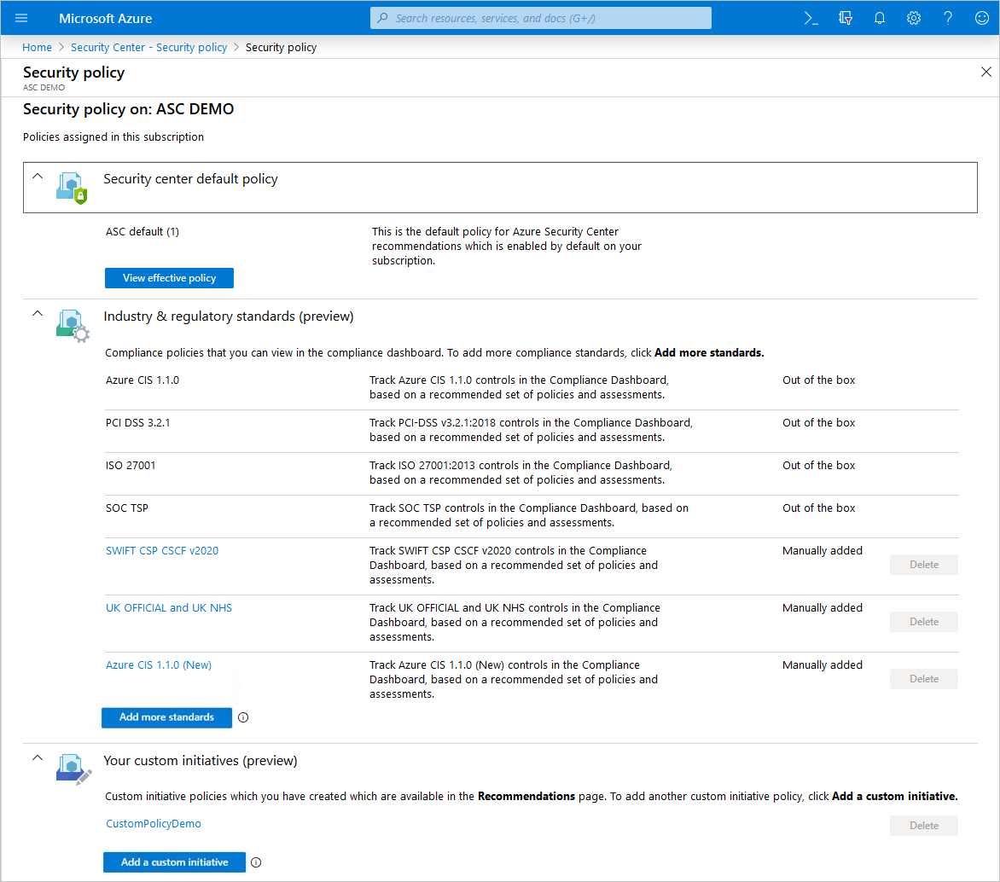 Microsoft Azure
Search resources, services, and docs (G+/)
Home > Security Center - Security policy > Security policy
Security policy
ASC DEMO
Security policy on: ASC DEMO
Policies assigned in this subscription
Security center default policy
ASC default (1)
This is the default policy for Azure Security Center
recommendations which is enabled by default on your
subscription.
View effective policy
Industry & regulatory standards (preview)
Compliance policies that you can view in the compliance dashboard. To add more compliance standards, click Add more standards.
Azure CIS 1.1.0
Track Azure CIS 1.1.0 controls in the Compliance Dashboard,
based on a recommended set of policies and assessments.
Out of the box
PCI DSS 3.2.1
Track PCI-DSS v3.2.1:2018 controls in the Compliance Dashboard,
based on a recommended set of policies and assessments.
Out of the box
ISO 27001
Track ISO 27001:2013 controls in the Compliance Dashboard,
based on a recommended set of policies and assessments.
Out of the box
SOC TSP
Track SOC TSP controls in the Compliance Dashboard, based on
a recommended set of policies and assessments.
Out of the box
SWIFT CSP CSCF v2020
Track SWIFT CSP CSCF v2020 controls in the Compliance
Dashboard, based on a recommended set of policies and
assessments.
Manually added
Delete
UK OFFICIAL and UK NHS
Track UK OFFICIAL and UK NHS controls in the Compliance
Dashboard, based on a recommended set of policies and
assessments.
Manually added
Delete
Azure CIS 1.1.0 (New)
Track Azure CIS 1.1.0 (New) controls in the Compliance
Dashboard, based on a recommended set of policies and
assessments.
Manually added
Delete
Add more standards
Your custom initiatives (preview)
Custom initiative policies which you have created which are available in the Recommendations page. To add another custom initiative policy, click Add a custom initiative.
CustomPolicyDemo
Delete
Add a custom initiative